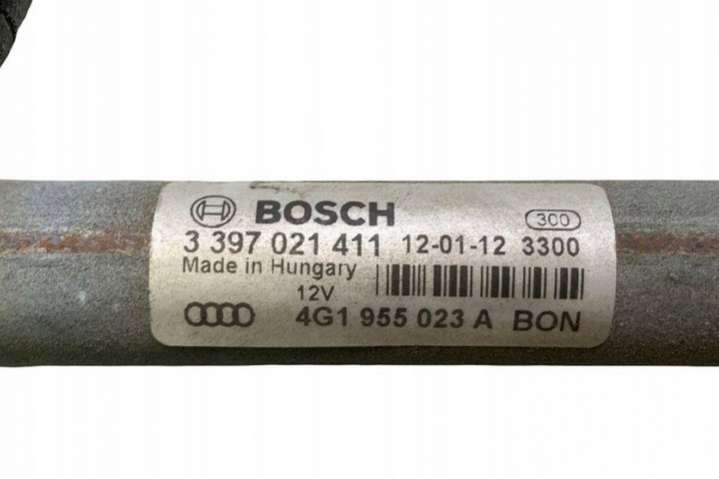 BOSCH 300
3 397 021 411 12-01-12 3300
Made in Hungary
12V
4G1 955 023 A BON